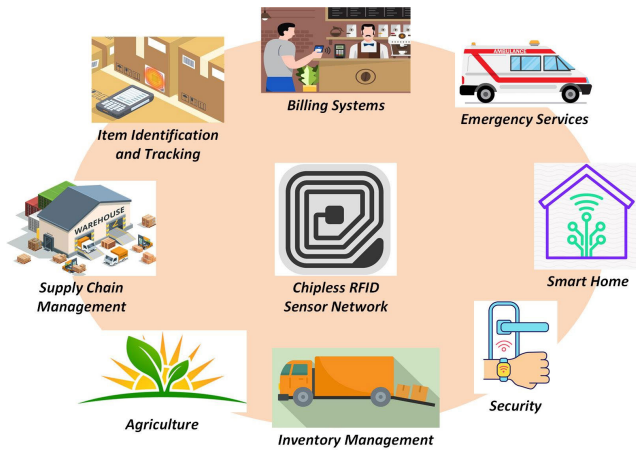 Billing Systems
AMBULANCE
Emergency Services
Item Identification
and Tracking
WAREHOUSE
Supply Chain
Management
Chipless RFID
Sensor Network
Smart Home
Security
Agriculture
Inventory Management